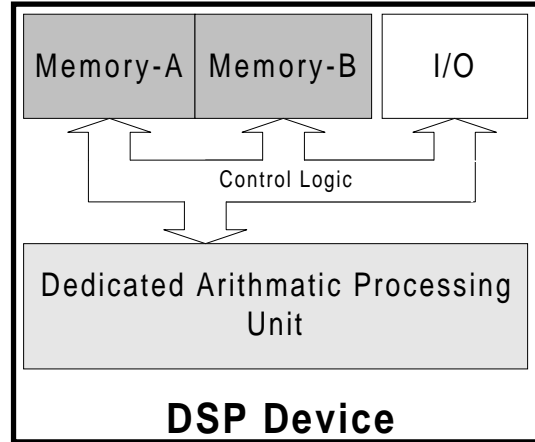 Memory-A Memory-B I/O
Control Logic
Dedicated Arithmatic Processing
Unit
DSP Device